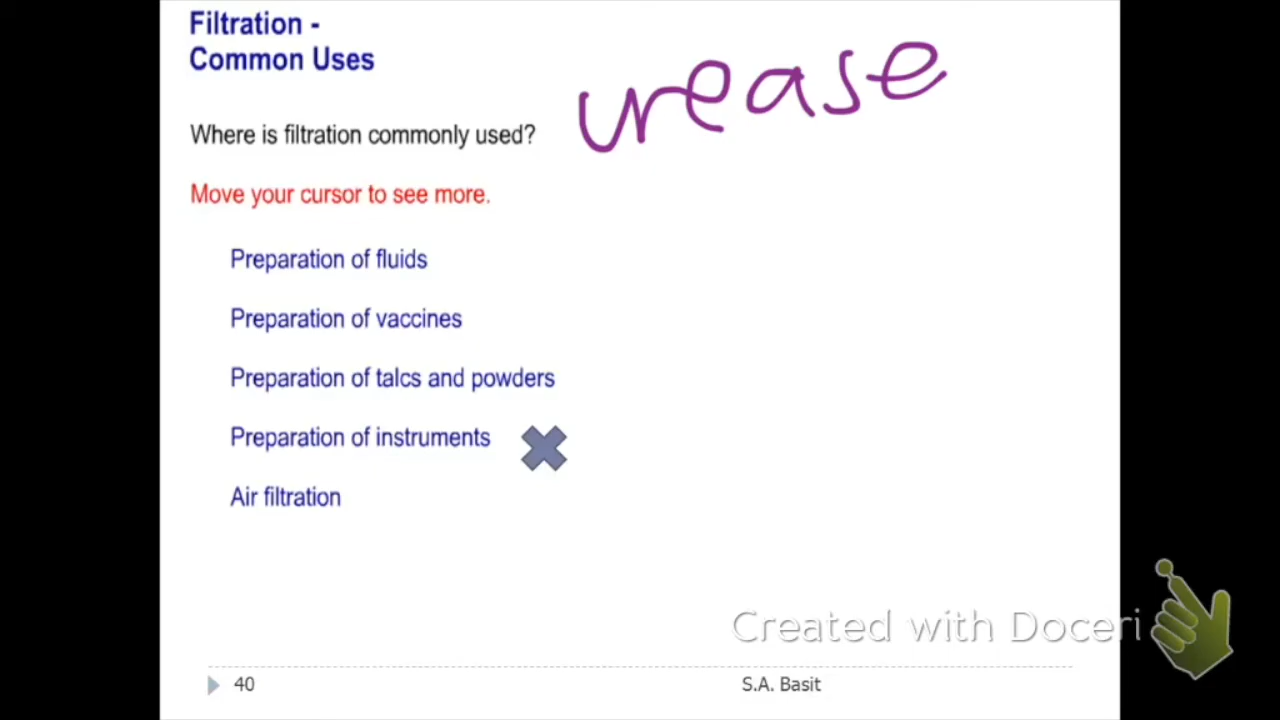 Filtration -
Common Uses
urease
Where is filtration commonly used?
Move your cursor to see more.
Preparation of fluids
Preparation of vaccines
Preparation of talcs and powders
Preparation of instruments
Air filtration
Created with Doceri
40 S.A. Basit